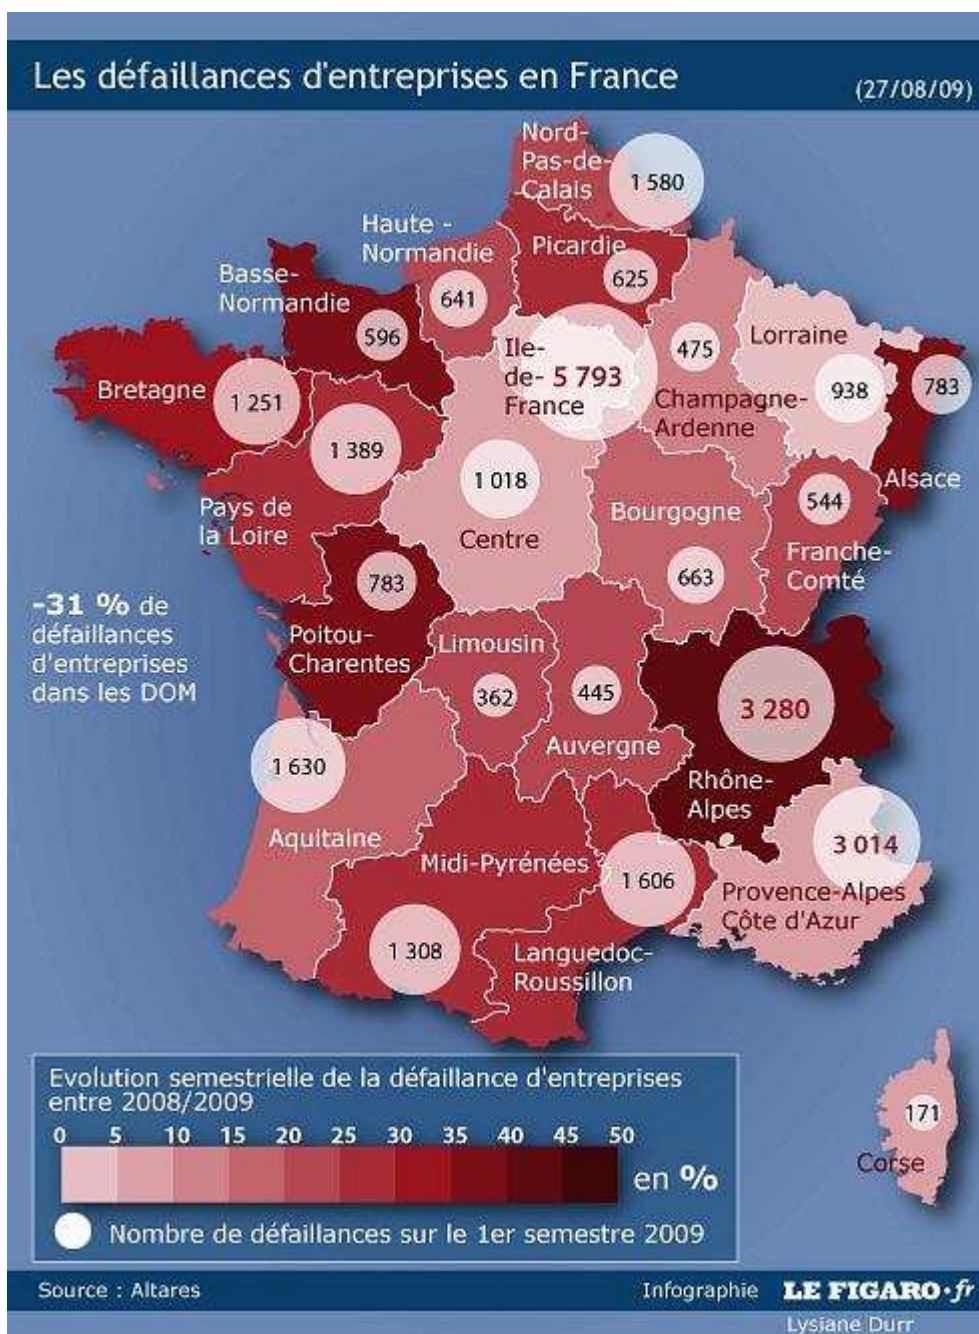 Les défaillances d'entreprises en France
(27/08/09)
Nord-
Pas-de-
Calais
1 580
Haute -
Normandie
641
Picardie
625
Basse-
Normandie
596
Ile-
de-
France
5 793
475
Champagne-
Ardenne
Lorraine
938
783
Alsace
Bretagne
1 251
1 389
Pays de
la Loire
1 018
Centre
Bourgogne
663
544
Franche-
Comté
-31 % de
défaillances
d'entreprises
dans les DOM
783
Poitou-
Charentes
Limousin
362
445
Auvergne
3 280
Rhône-
Alpes
1 630
Aquitaine
Midi-Pyrénées
1 308
1 606
Languedoc-
Roussillon
3 014
Provence-Alpes
Côte d'Azur
171
Corse
Evolution semestrielle de la défaillance d'entreprises
entre 2008/2009
0 5 10 15 20 25 30 35 40 45 50
en %
Nombre de défaillances sur le 1er semestre 2009
Source : Altares
Infographie LE FIGARO·fr
Lysiane Durr